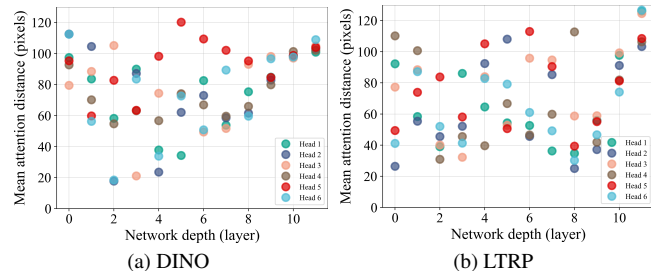 Mean attention distance (pixels)
120
100
80
60
40
20
0
0
2
4
6
8
10
Network depth (layer)
Head 1
Head 2
Head 3
Head 4
Head 5
Head 6
(a) DINO
Mean attention distance (pixels)
120
100
80
60
40
20
0
0
2
4
6
8
10
Network depth (layer)
Head 1
Head 2
Head 3
Head 4
Head 5
Head 6
(b) LTRP